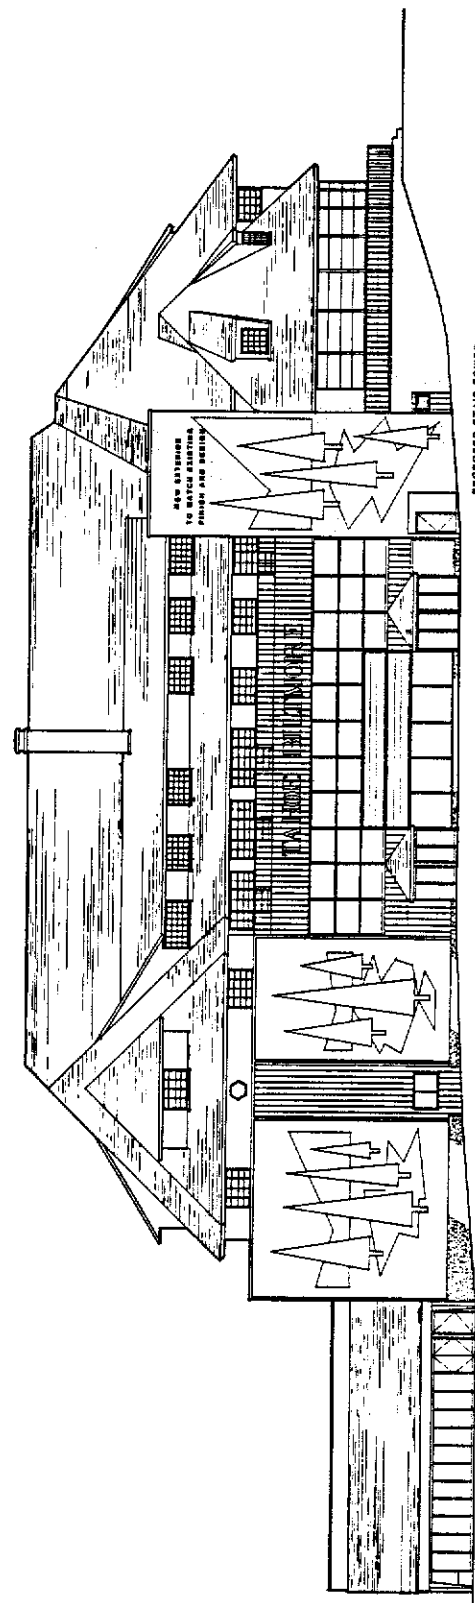 NEW EXTERIOR
TO MATCH EXISTING
FINISH AND DESIGN
TAHOE BILTMORE